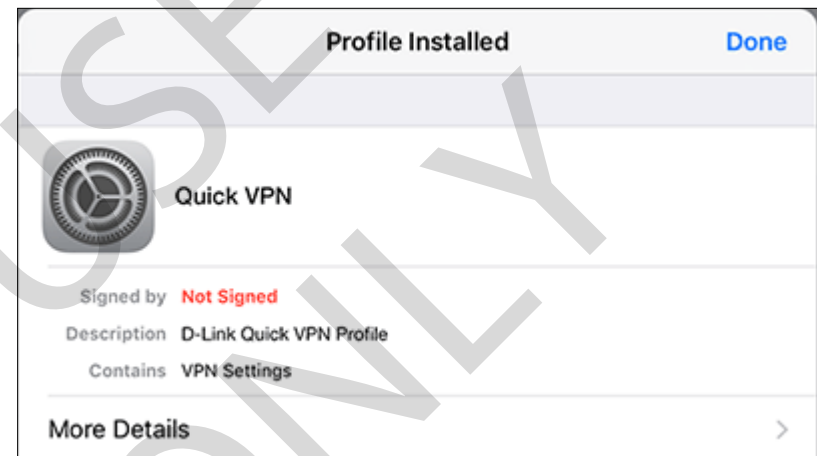 Profile Installed Done
Quick VPN
Signed by Not Signed
Description D-Link Quick VPN Profile
Contains VPN Settings
More Details
USE
ONLY